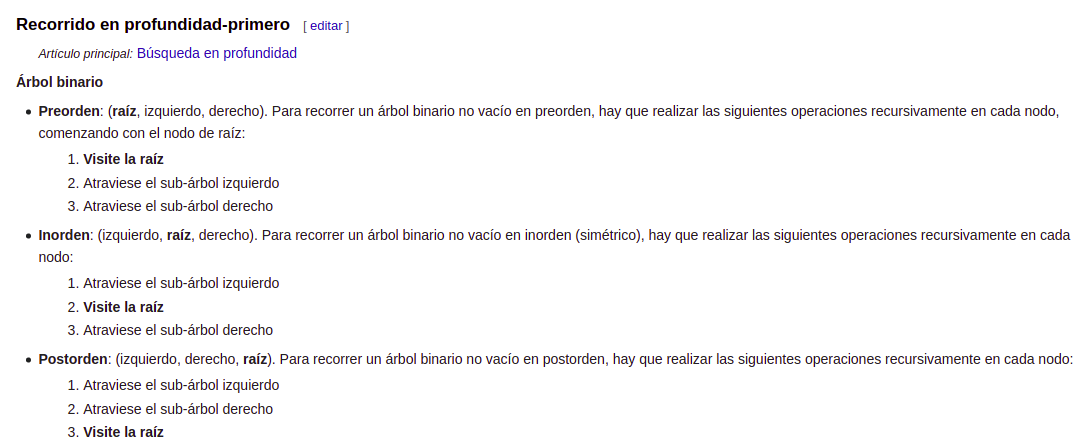 Recorrido en profundidad-primero [ editar ]
Artículo principal: Búsqueda en profundidad
Árbol binario
• Preorden: (raíz, izquierdo, derecho). Para recorrer un árbol binario no vacío en preorden, hay que realizar las siguientes operaciones recursivamente en cada nodo,
comenzando con el nodo de raíz:
1. Visite la raíz
2. Atraviese el sub-árbol izquierdo
3. Atraviese el sub-árbol derecho
• Inorden: (izquierdo, raíz, derecho). Para recorrer un árbol binario no vacío en inorden (simétrico), hay que realizar las siguientes operaciones recursivamente en cada
nodo:
1. Atraviese el sub-árbol izquierdo
2. Visite la raíz
3. Atraviese el sub-árbol derecho
• Postorden: (izquierdo, derecho, raíz). Para recorrer un árbol binario no vacío en postorden, hay que realizar las siguientes operaciones recursivamente en cada nodo:
1. Atraviese el sub-árbol izquierdo
2. Atraviese el sub-árbol derecho
3. Visite la raíz